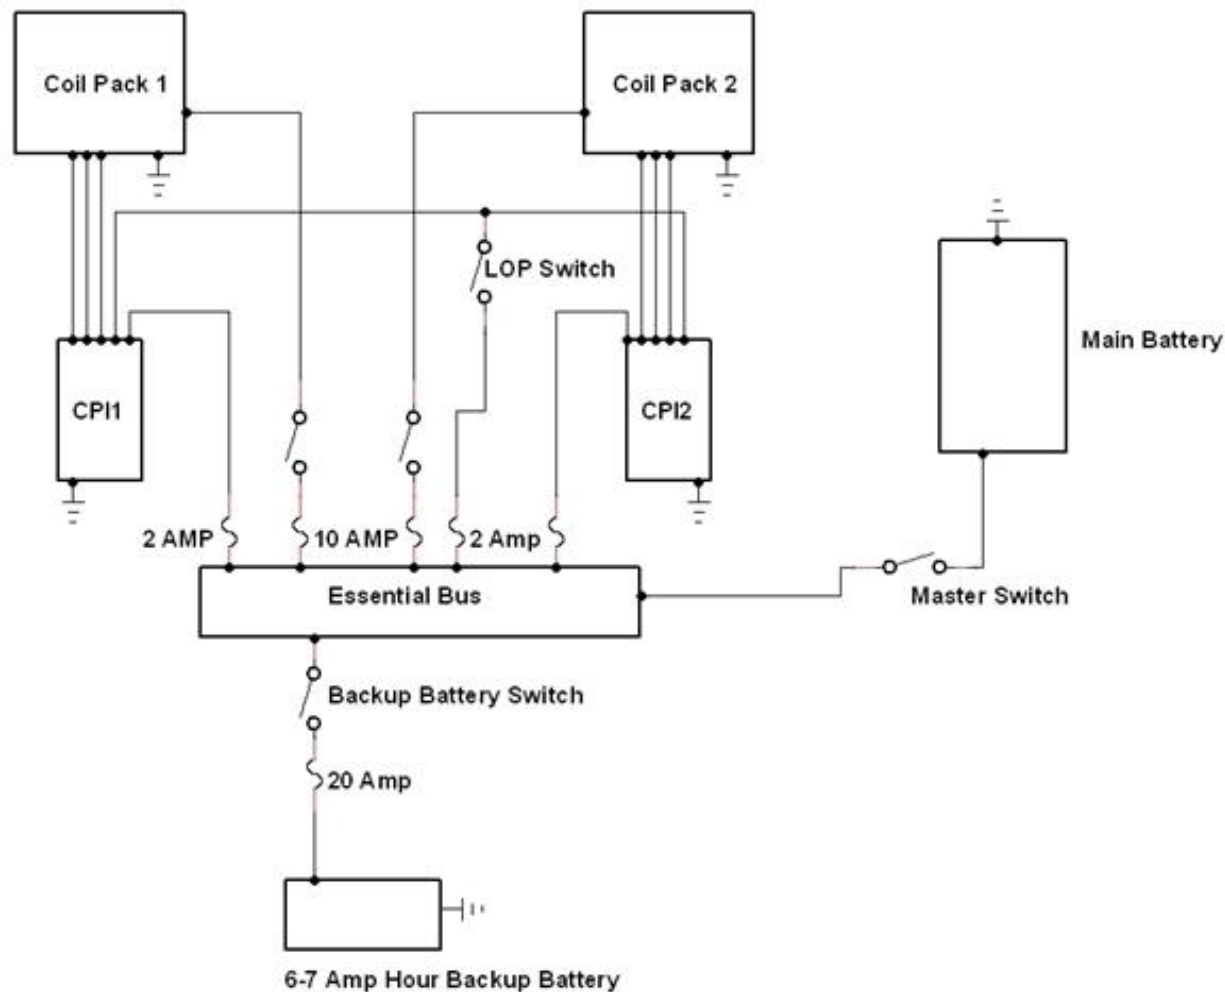 Coil Pack 1
Coil Pack 2
LOP Switch
Main Battery
CPI1
CPI2
2 AMP
10 AMP
2 Amp
Essential Bus
Master Switch
Backup Battery Switch
20 Amp
6-7 Amp Hour Backup Battery